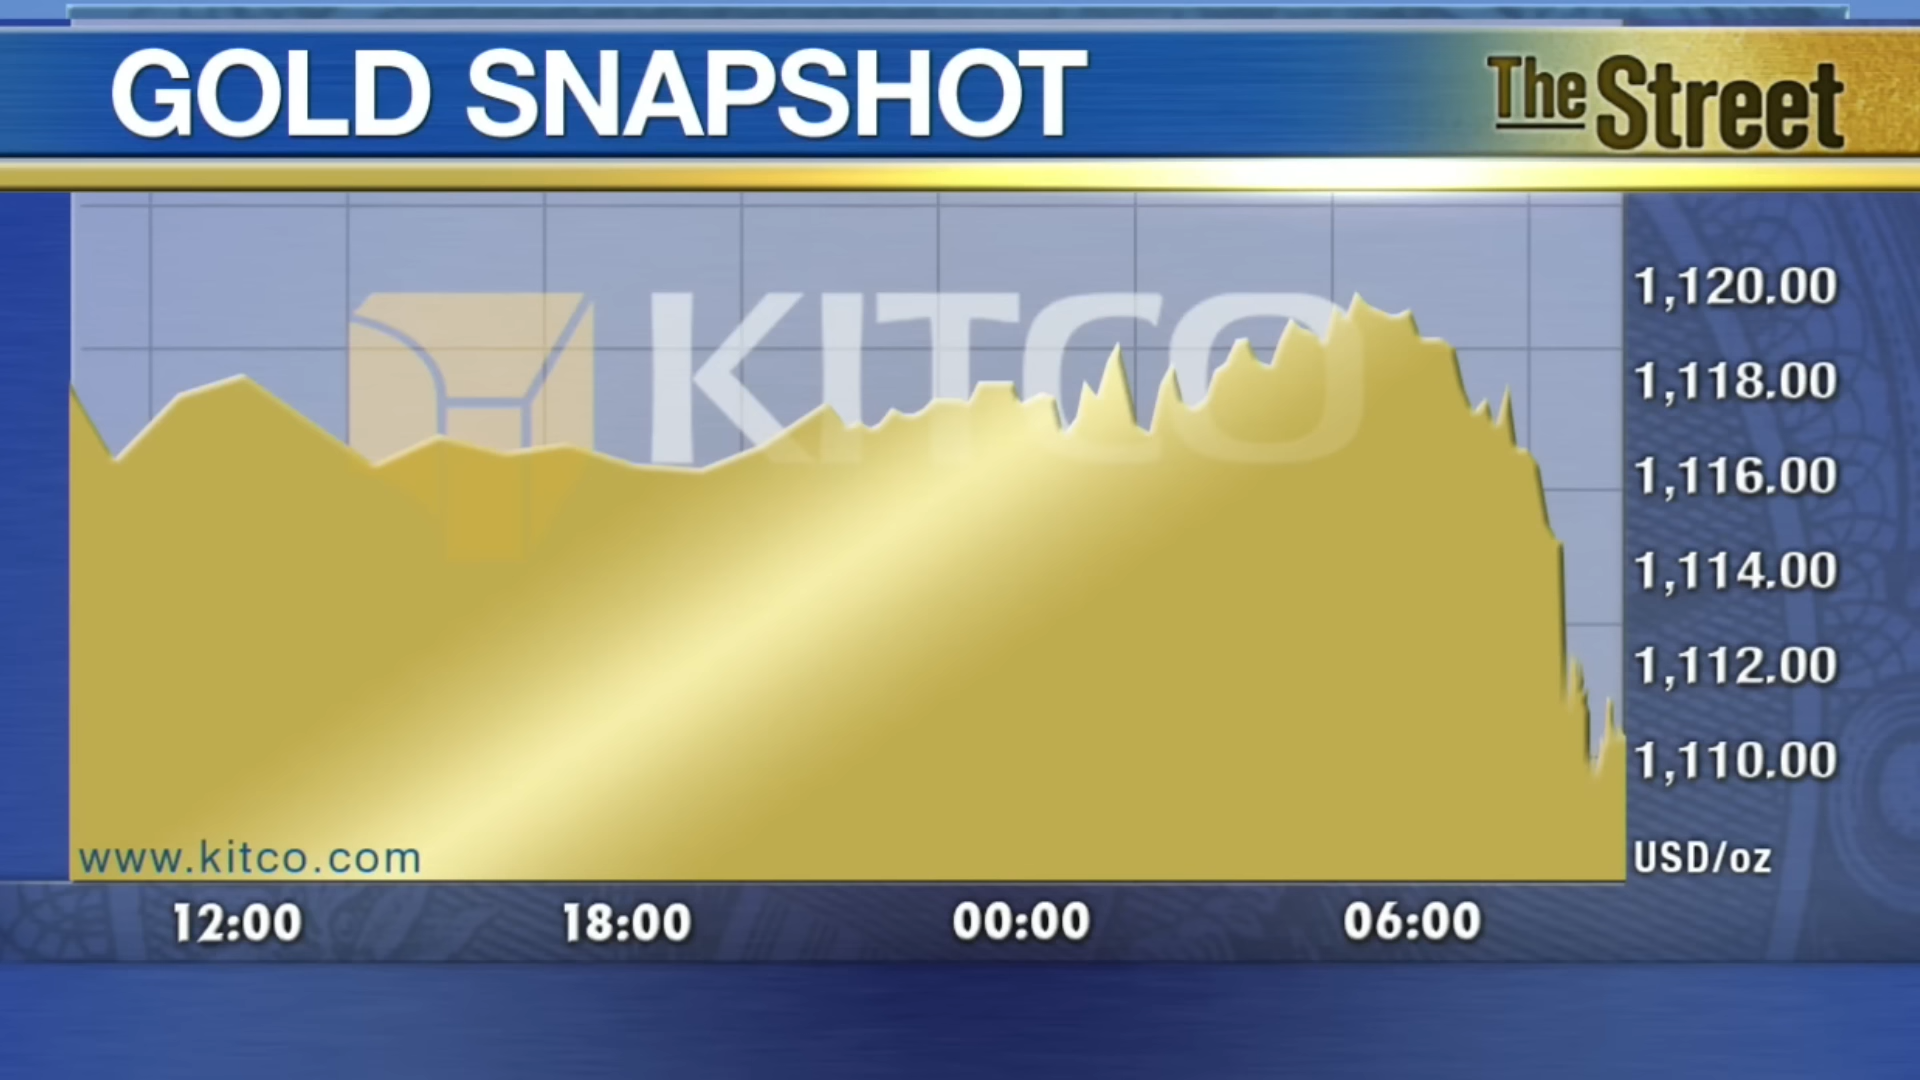 GOLD SNAPSHOT
The Street
KITCO
1,120.00
1,118.00
1,116.00
1,114.00
1,112.00
1,110.00
www.kitco.com
USD/oz
12:00 18:00 00:00 06:00